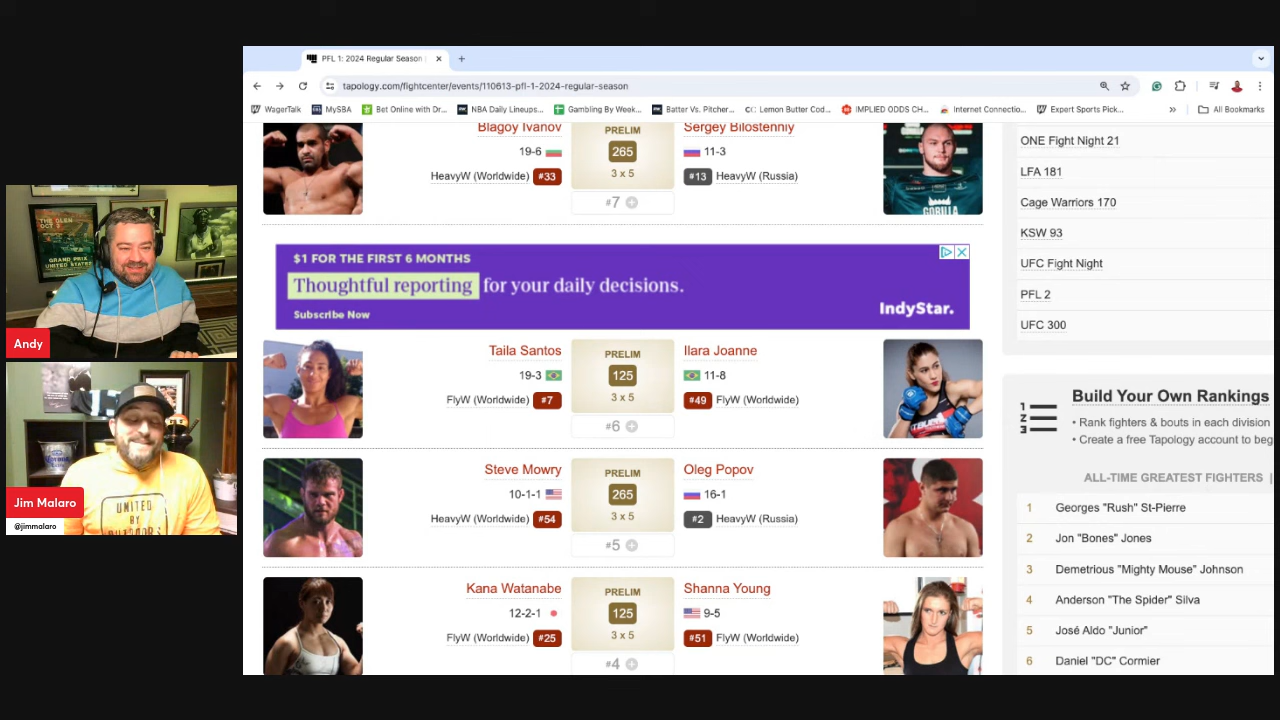 PFL 1: 2024 Regular Season |
tapology.com/fightcenter/events/110613-pfl-1-2024-regular-season
WagerTalk
MySBA
Bet Online with Dr...
NBA Daily Lineups...
Gambling By Week...
Batter Vs. Pitcher...
Lemon Butter Cod...
IMPLIED ODDS CH...
Internet Connectio...
Expert Sports Pick...
»
All Bookmarks
Blagoy Ivanov
PRELIM
Sergey Bilostenniy
19-6
265
11-3
HeavyW (Worldwide) #33
3 x 5
#13 HeavyW (Russia)
#7
$1 FOR THE FIRST 6 MONTHS
Thoughtful reporting for your daily decisions.
Subscribe Now
IndyStar.
Taila Santos
PRELIM
Ilara Joanne
19-3
125
11-8
FlyW (Worldwide) #7
3 x 5
#49 FlyW (Worldwide)
#6
Steve Mowry
PRELIM
Oleg Popov
10-1-1
265
16-1
HeavyW (Worldwide) #54
3 x 5
#2 HeavyW (Russia)
#5
Kana Watanabe
PRELIM
Shanna Young
12-2-1
125
9-5
FlyW (Worldwide) #25
3 x 5
#51 FlyW (Worldwide)
#4
ONE Fight Night 21
LFA 181
Cage Warriors 170
KSW 93
UFC Fight Night
PFL 2
UFC 300
Build Your Own Rankings
• Rank fighters & bouts in each division
• Create a free Tapology account to beg
ALL-TIME GREATEST FIGHTERS |
1 Georges "Rush" St-Pierre
2 Jon "Bones" Jones
3 Demetrious "Mighty Mouse" Johnson
4 Anderson "The Spider" Silva
5 José Aldo "Junior"
6 Daniel "DC" Cormier
THE GLEN
OCT 3
GRAND PRIX
UNITED STATES
Andy
UNITED
BY
Jim Malaro
@jimmalaro